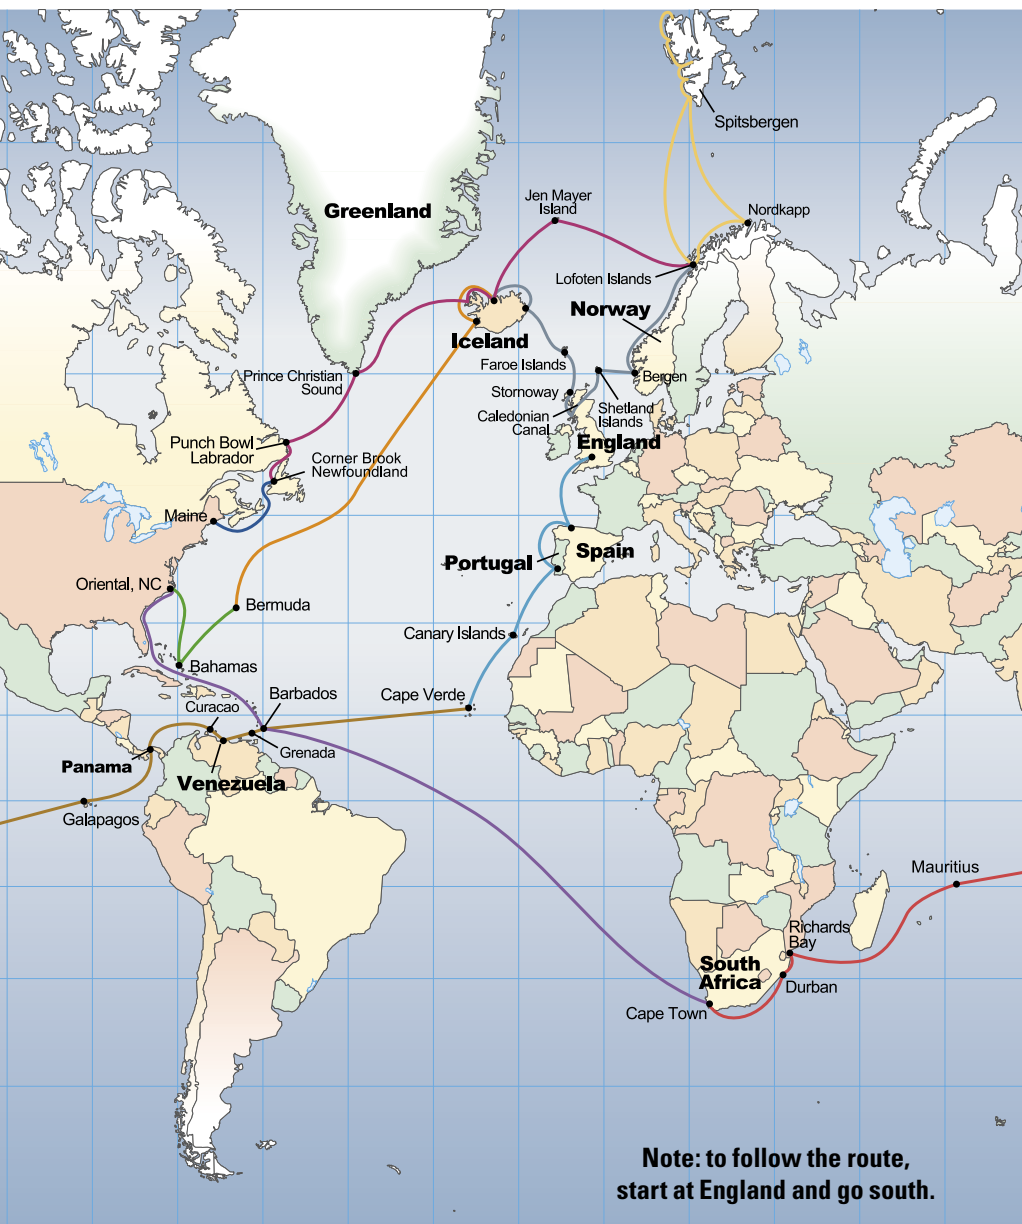 Spitsbergen
Jen Mayer
Island
Nordkapp
Greenland
Lofoten Islands
Norway
Iceland
Faroe Islands
Prince Christian
Sound
Bergen
Stornoway
Shetland
Islands
Caledonian
Canal
England
Punch Bowl
Labrador
Corner Brook
Newfoundland
Maine
Portugal
Spain
Oriental, NC
Bermuda
Canary Islands
Bahamas
Barbados
Cape Verde
Curacao
Grenada
Panama
Venezuela
Galapagos
Mauritius
Richards
Bay
South
Africa
Durban
Cape Town
Note: to follow the route,
start at England and go south.